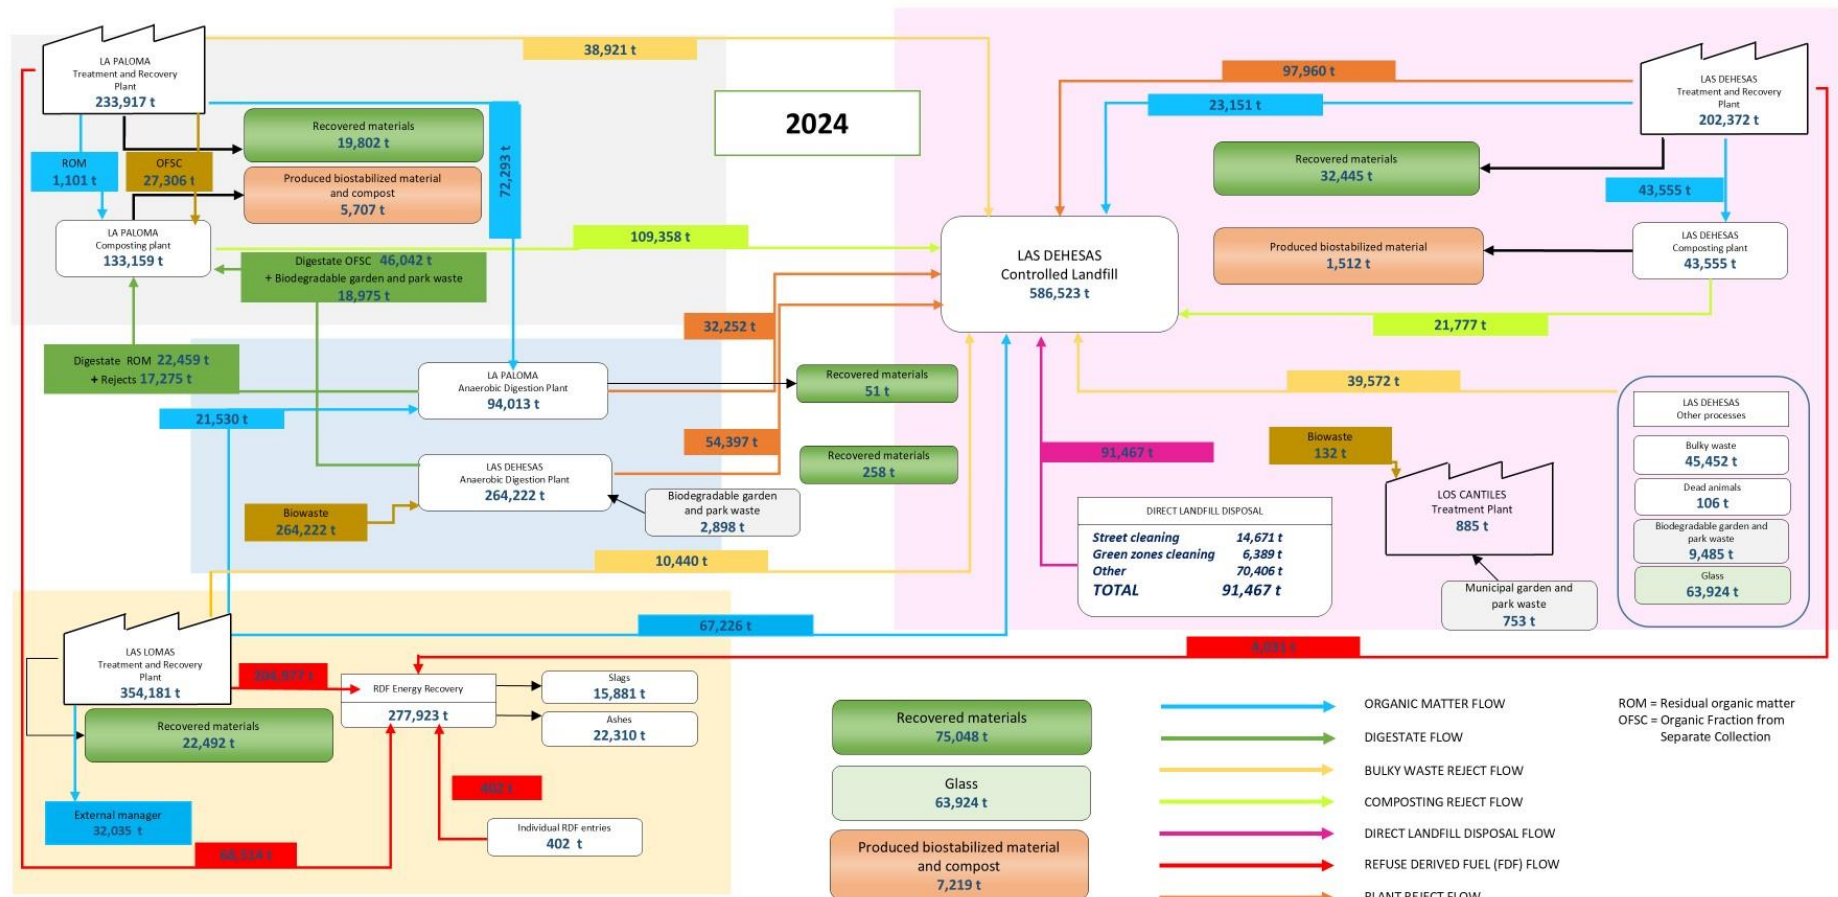 LA PALOMA
Treatment and Recovery
Plant
233,917 t
38,921 t
ROM
1,101 t
OFSC
27,306 t
Recovered materials
19,802 t
Produced biostabilized material
and compost
5,707 t
72,293 t
LA PALOMA
Composting plant
133,159 t
109,358 t
Digestate OFSC 46,042 t
+ Biodegradable garden and park waste
18,975 t
Digestate ROM 22,459 t
+ Rejects 17,275 t
2024
97,960 t
23,151 t
LAS DEHESAS
Treatment and Recovery
Plant
202,372 t
Recovered materials
32,445 t
43,555 t
LAS DEHESAS
Controlled Landfill
586,523 t
Produced biostabilized material
1,512 t
LAS DEHESAS
Composting plant
43,555 t
21,777 t
32,252 t
LA PALOMA
Anaerobic Digestion Plant
94,013 t
Recovered materials
51 t
21,530 t
54,397 t
LAS DEHESAS
Anaerobic Digestion Plant
264,222 t
Recovered materials
258 t
Biowaste
264,222 t
Biodegradable garden
and park waste
2,898 t
10,440 t
39,572 t
91,467 t
Biowaste
132 t
LOS CANTILES
Treatment Plant
885 t
Municipal garden and
park waste
753 t
DIRECT LANDFILL DISPOSAL
Street cleaning 14,671 t
Green zones cleaning 6,389 t
Other 70,406 t
TOTAL 91,467 t
LAS DEHESAS
Other processes
Bulky waste
45,452 t
Dead animals
106 t
Biodegradable garden and
park waste
9,485 t
Glass
63,924 t
67,226 t
4,031 t
LAS LOMAS
Treatment and Recovery
Plant
354,181 t
RDF Energy Recovery
277,923 t
Slags
15,881 t
Ashes
22,310 t
Recovered materials
22,492 t
External manager
32,035 t
402 t
Individual RDF entries
402 t
Recovered materials
75,048 t
Glass
63,924 t
Produced biostabilized material
and compost
7,219 t
ORGANIC MATTER FLOW
DIGESTATE FLOW
BULKY WASTE REJECT FLOW
COMPOSTING REJECT FLOW
DIRECT LANDFILL DISPOSAL FLOW
REFUSE DERIVED FUEL (FDF) FLOW
PLANT REJECT FLOW
ROM = Residual organic matter
OFSC = Organic Fraction from
Separate Collection